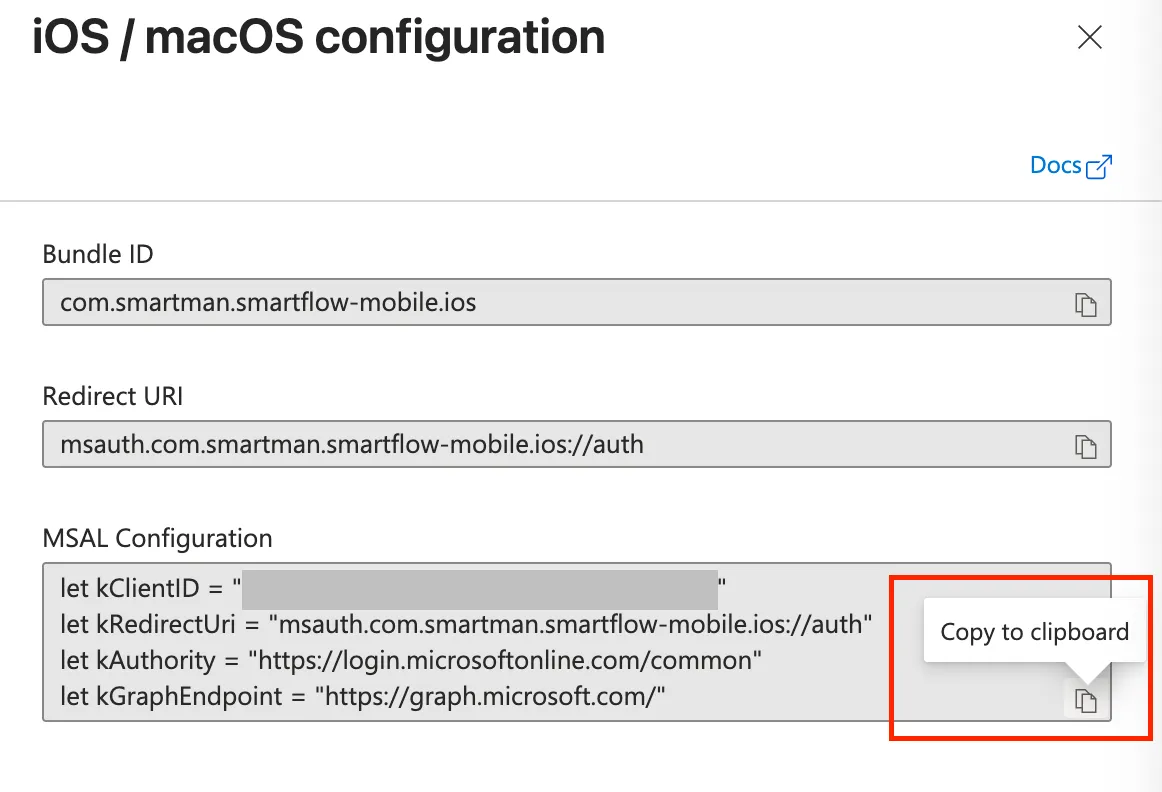 iOS / macOS configuration
Docs
Bundle ID
com.smartman.smartflow-mobile.ios
Redirect URI
msauth.com.smartman.smartflow-mobile.ios://auth
MSAL Configuration
let kClientID = " "
let kRedirectUri = "msauth.com.smartman.smartflow-mobile.ios://auth"
let kAuthority = "https://login.microsoftonline.com/common"
let kGraphEndpoint = "https://graph.microsoft.com/"
Copy to clipboard